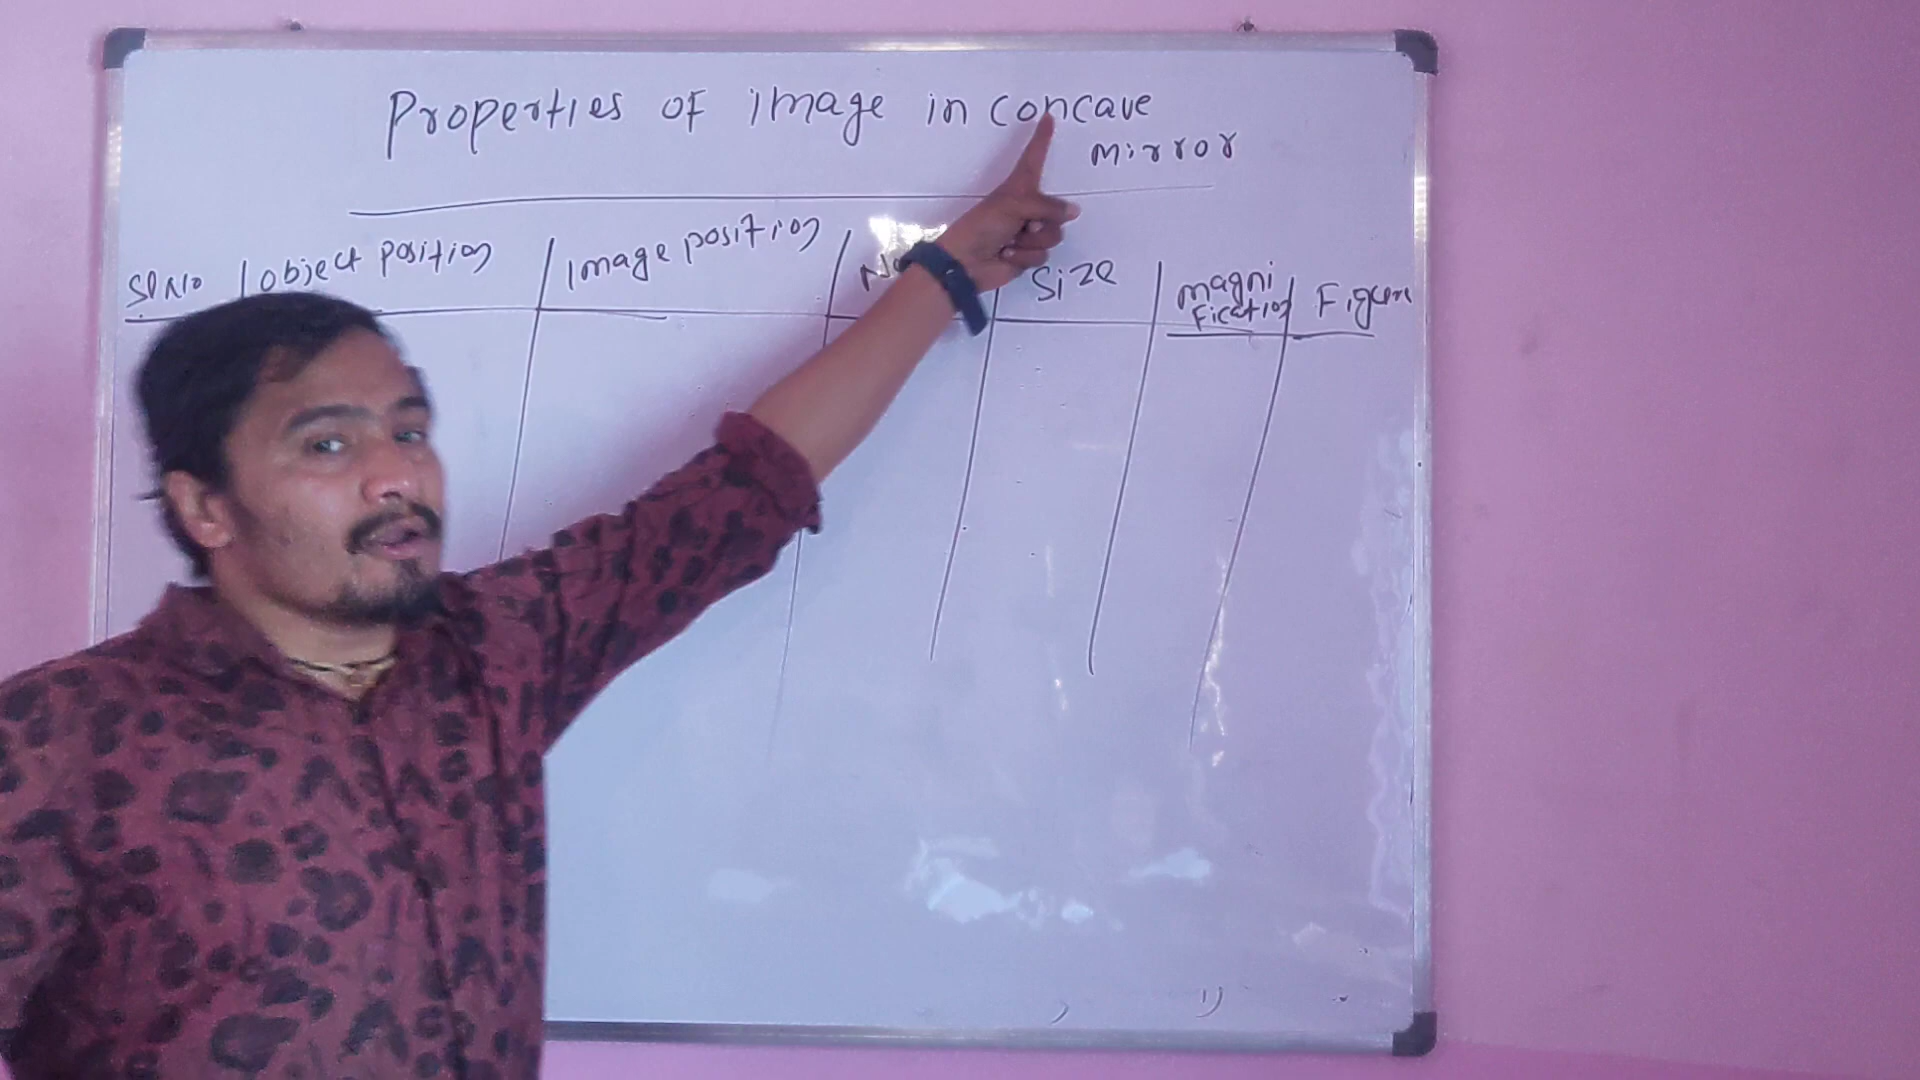 Properties of image in concave
mirror
Sl No object position Image position Size magni Figure
fication